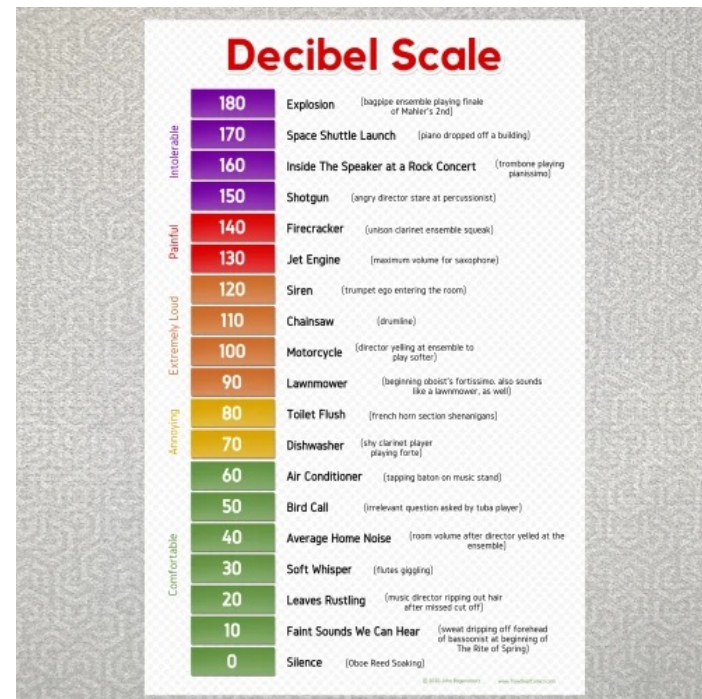 Decibel Scale
Intolerable
180 Explosion (bagpipe ensemble playing finale
of Mahler's 2nd)
170 Space Shuttle Launch (piano dropped off a building)
160 Inside The Speaker at a Rock Concert (trombone playing
pianissimo)
150 Shotgun (angry director stare at percussionist)
Painful
140 Firecracker (unison clarinet ensemble squeak)
130 Jet Engine (maximum volume for saxophone)
Extremely Loud
120 Siren (trumpet ego entering the room)
110 Chainsaw (drumline)
100 Motorcycle (director yelling at ensemble to
play softer)
90 Lawnmower (beginning oboist's fortissimo. also sounds
like a lawnmower, as well)
Annoying
80 Toilet Flush (french horn section shenanigans)
70 Dishwasher (shy clarinet player
playing forte)
Comfortable
60 Air Conditioner (tapping baton on music stand)
50 Bird Call (irrelevant question asked by tuba player)
40 Average Home Noise (room volume after director yelled at the
ensemble)
30 Soft Whisper (flutes giggling)
20 Leaves Rustling (music director ripping out hair
after missed cut off)
10 Faint Sounds We Can Hear (sweat dripping off forehead
of bassoonist at beginning of
The Rite of Spring)
0 Silence (Oboe Reed Soaking)